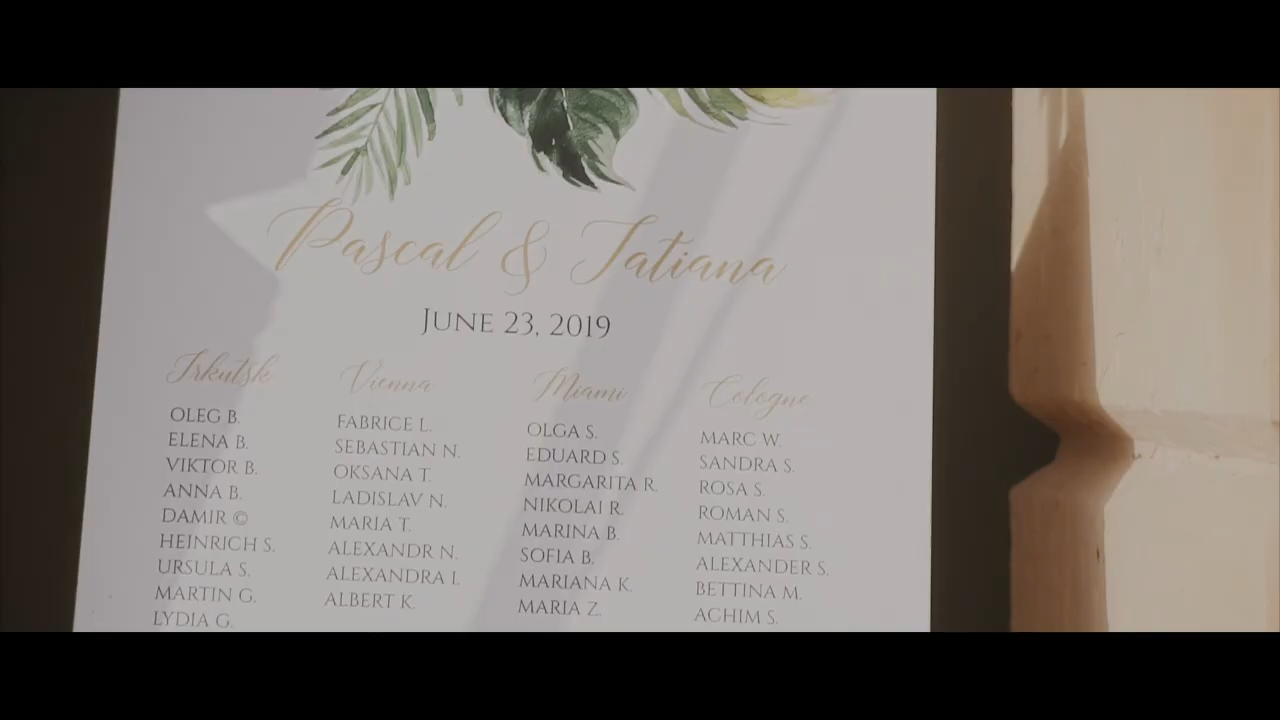 Pascal & Tatiana
JUNE 23, 2019
Irkutsk
OLEG B.
ELENA B.
VIKTOR B.
ANNA B.
DAMIR ©
HEINRICH S.
URSULA S.
MARTIN G.
LYDIA G.
Vienna
FABRICE L.
SEBASTIAN N.
OKSANA T.
LADISLAV N.
MARIA T.
ALEXANDR N.
ALEXANDRA I.
ALBERT K.
Miami
OLGA S.
EDUARD S.
MARGARITA R.
NIKOLAI R.
MARINA B.
SOFIA B.
MARIANA K.
MARIA Z.
Cologne
MARC W.
SANDRA S.
ROSA S.
ROMAN S.
MATTHIAS S.
ALEXANDER S.
BETTINA M.
ACHIM S.